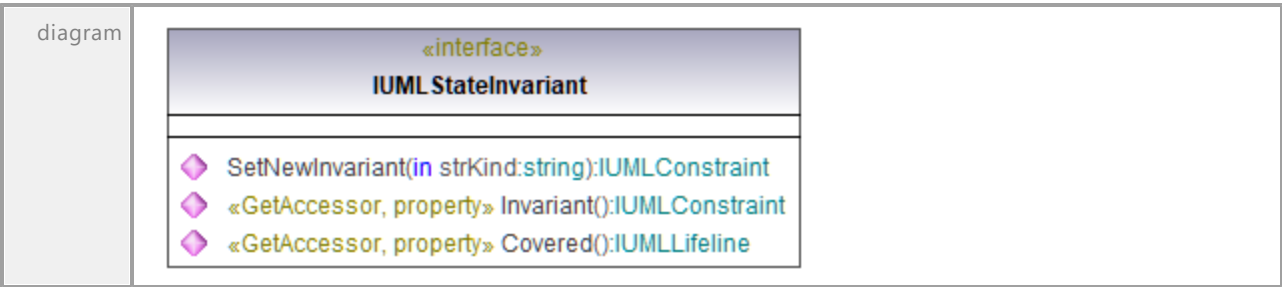 diagram
«interface»
IUMLStateInvariant
SetNewInvariant(in strKind:string):IUMLConstraint
«GetAccessor, property» Invariant():IUMLConstraint
«GetAccessor, property» Covered():IUMLLifeline